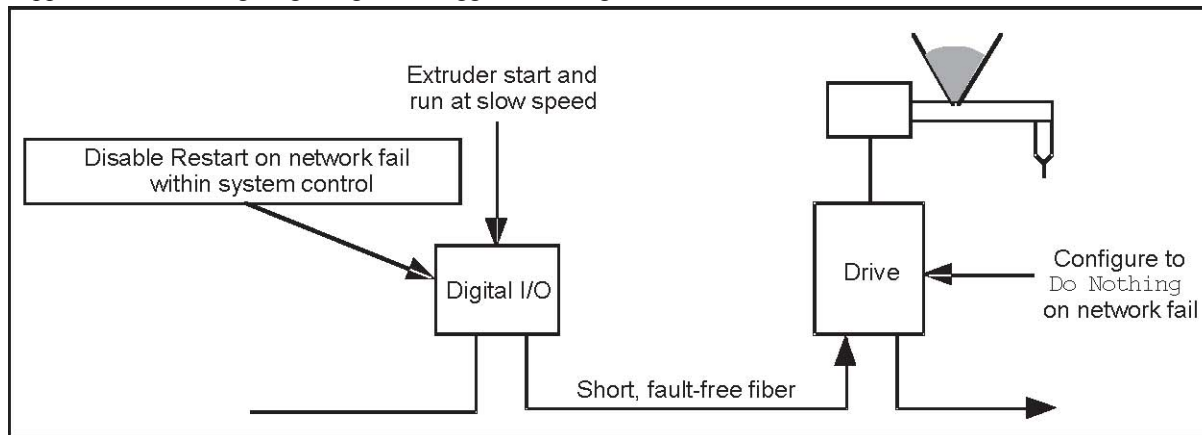 Extruder start and
run at slow speed
Disable Restart on network fail
within system control
Digital I/O
Drive
Configure to
Do Nothing
on network fail
Short, fault-free fiber